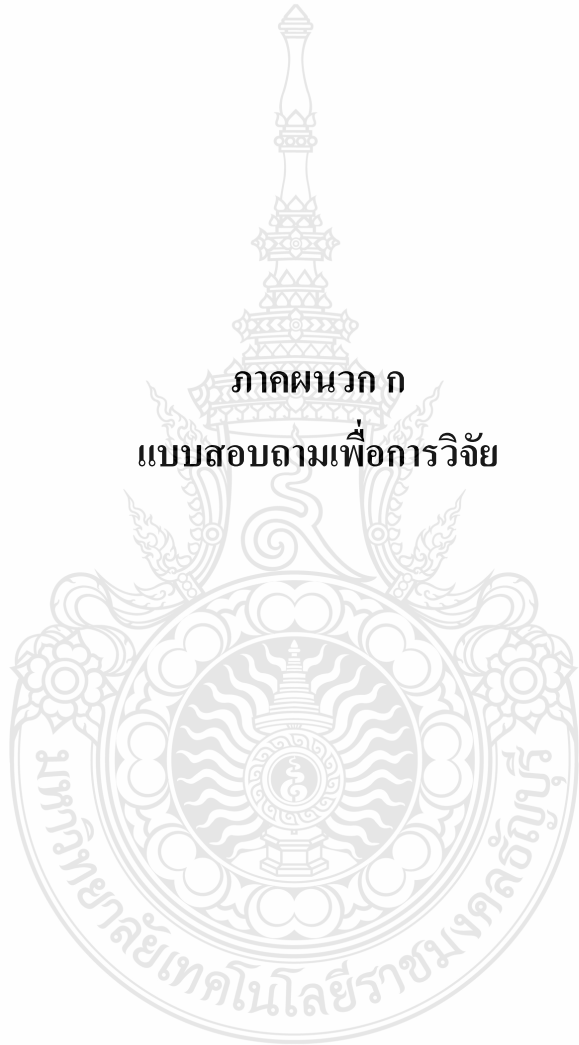 ภาคผนวก ก
แบบสอบถามเพื่อการวิจัย
มหาวิทยาลัยเทคโนโลยีราชมงคลธัญบุรี